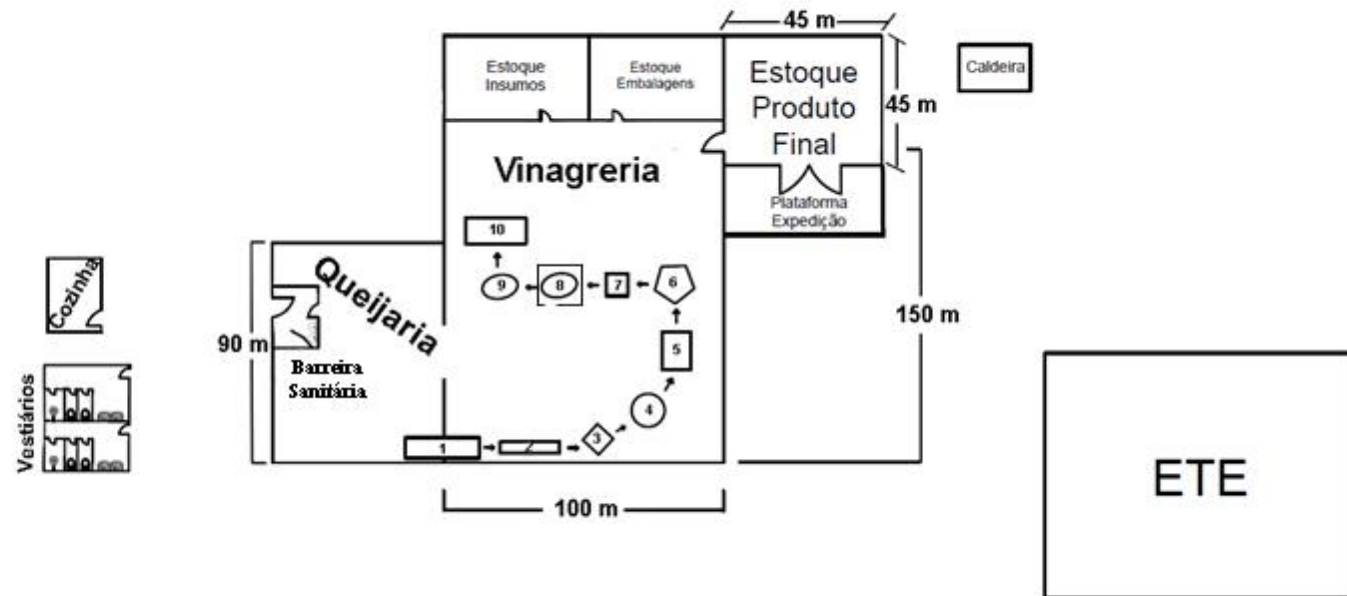 45 m
Estoque
Insumos
Estoque
Embalagens
Estoque
Produto
Final
Caldeira
45 m
Vinagreria
Plataforma
Expedição
10
Cozinha
Queijaria
9
8
7
6
90 m
150 m
5
Barreira
Sanitária
Vestiários
4
3
1
2
ETE
100 m